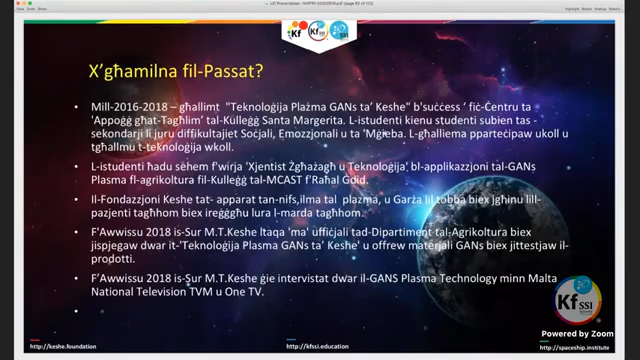 X'għamilna fil-Passat?
• Mill-2016-2018 – għallimt "Teknoloġija Plażma GANs ta' Keshe" b'suċċess ' fiċ-Ċentru ta
'Appoġġ għat-Tagħlim' tal-Kulleġġ Santa Margerita. L-istudenti kienu studenti subien tas -
sekondarji li juru diffikultajiet Soċjali, Emozzjonali u ta 'Mġieba. L-għalliema pparteċipaw ukoll u
tgħallmu t-teknoloġija wkoll.
• L-istudenti ħadu sehem f'wirja 'Xjentist Żgħażagħ u Teknoloġija' bl-applikazzjoni tal-GANS
Plasma fl-agrikoltura fil-Kulleġġ tal-MCAST f'Raħal Ġdid.
• Il-Fondazzjoni Keshe tat- apparat tan-nifs,ilma tal plazma, u Garża lil tobba biex jgħinu lill-
pazjenti tagħhom biex ireġġgħu lura l-marda tagħhom.
• F'Awwissu 2018 is-Sur M.T.Keshe ltaqa 'ma' uffiċjali tad-Dipartiment tal-Agrikoltura biex
jispjegaw dwar it-'Teknoloġija Plasma GANs ta' Keshe' u offrew materjali GANs biex jittestjaw il-
prodotti.
• F'Awwissu 2018 is-Sur M.T.Keshe ġie intervistat dwar il-GANS Plasma Technology minn Malta
National Television TVM u One TV.
•
Kf SSI
EDUCATION
Powered by Zoom
http://keshe.foundation
http://kfssi.education
http://spaceship.institute